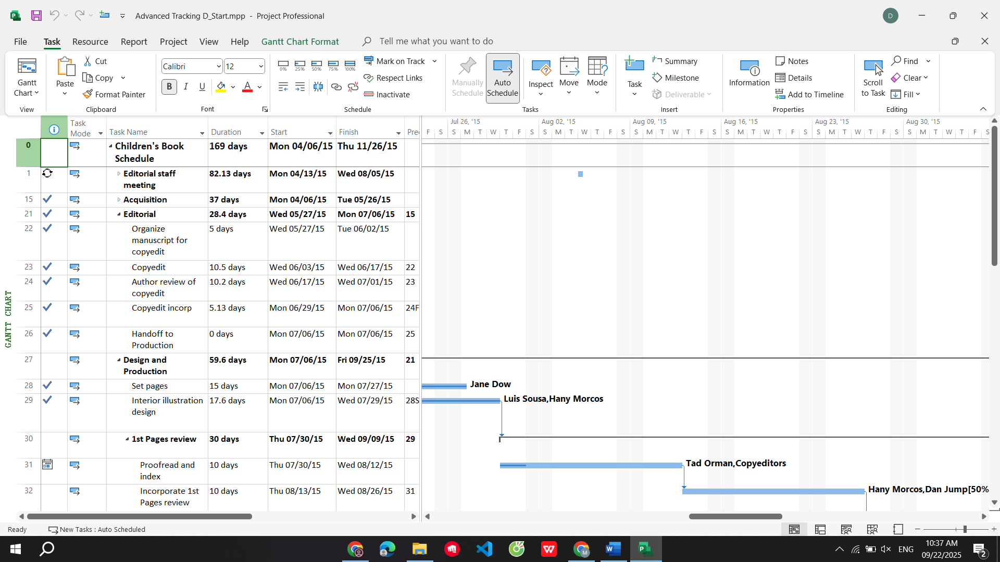 Advanced Tracking D_Start.mpp - Project Professional
D
File Task Resource Report Project View Help Gantt Chart Format Tell me what you want to do
Gantt Chart
View
Paste
Cut
Copy
Format Painter
Clipboard
Calibri 12
B I U A
Font
0% 25% 50% 75% 100%
Mark on Track
Respect Links
Inactivate
Schedule
Manually Schedule
Auto Schedule
Inspect
Move
Mode
Tasks
Task
Summary
Milestone
Deliverable
Insert
Information
Notes
Details
Add to Timeline
Properties
Scroll to Task
Find
Clear
Fill
Editing
Task Mode Task Name Duration Start Finish Pre
Jul 26, '15 Aug 02, '15 Aug 09, '15 Aug 16, '15 Aug 23, '15 Aug 30, '15
F S S M T W T F S S M T W T F S S M T W T F S S M T W T F S S M T W T F S S M T W T F S
0 Children's Book Schedule 169 days Mon 04/06/15 Thu 11/26/15
1 Editorial staff meeting 82.13 days Mon 04/13/15 Wed 08/05/15
15 Acquisition 37 days Mon 04/06/15 Tue 05/26/15
21 Editorial 28.4 days Wed 05/27/15 Mon 07/06/15 15
22 Organize manuscript for copyedit 5 days Wed 05/27/15 Tue 06/02/15
23 Copyedit 10.5 days Wed 06/03/15 Wed 06/17/15 22
24 Author review of copyedit 10.2 days Wed 06/17/15 Wed 07/01/15 23
25 Copyedit incorp 5.13 days Mon 06/29/15 Mon 07/06/15 24F
26 Handoff to Production 0 days Mon 07/06/15 Mon 07/06/15 25
27 Design and Production 59.6 days Mon 07/06/15 Fri 09/25/15 21
28 Set pages 15 days Mon 07/06/15 Mon 07/27/15
Jane Dow
29 Interior illustration design 17.6 days Mon 07/06/15 Wed 07/29/15 28S
Luis Sousa,Hany Morcos
30 1st Pages review 30 days Thu 07/30/15 Wed 09/09/15 29
31 Proofread and index 10 days Thu 07/30/15 Wed 08/12/15
Tad Orman,Copyeditors
32 Incorporate 1st Pages review 10 days Thu 08/13/15 Wed 08/26/15 31
Hany Morcos,Dan Jump[50%
GANTT CHART
Ready New Tasks : Auto Scheduled
ENG
10:37 AM
09/22/2025
2